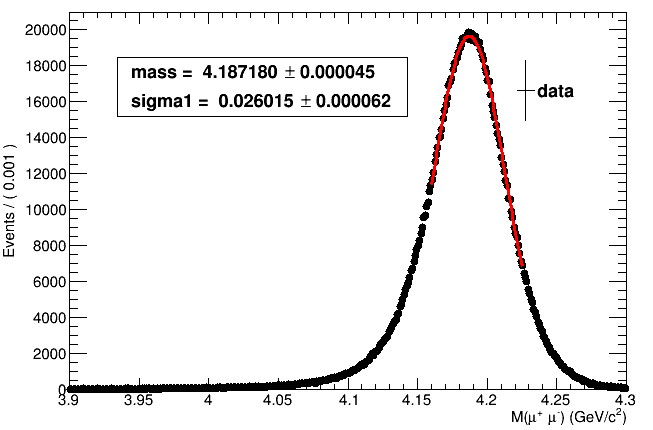 20000
18000
16000
14000
12000
10000
8000
6000
4000
2000
0
Events / ( 0.001 )
mass = 4.187180 ± 0.000045
sigma1 = 0.026015 ± 0.000062
data
3.9 3.95 4 4.05 4.1 4.15 4.2 4.25 4.3
M(μ⁺ μ⁻) (GeV/c²)